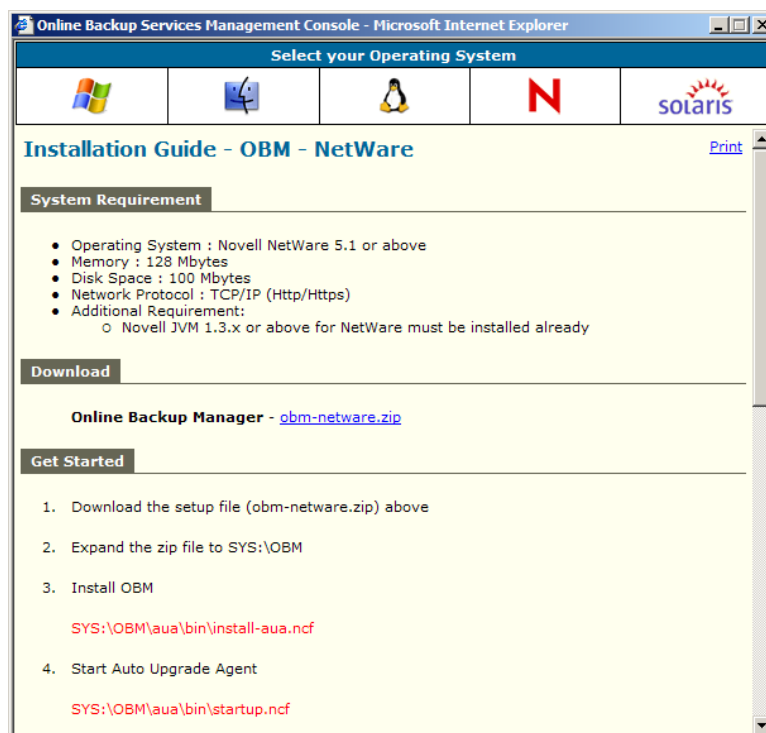 Online Backup Services Management Console - Microsoft Internet Explorer
Select your Operating System
N
solaris
Installation Guide - OBM - NetWare
Print
System Requirement
Operating System : Novell NetWare 5.1 or above
Memory : 128 Mbytes
Disk Space : 100 Mbytes
Network Protocol : TCP/IP (Http/Https)
Additional Requirement:
Novell JVM 1.3.x or above for NetWare must be installed already
Download
Online Backup Manager - obm-netware.zip
Get Started
1. Download the setup file (obm-netware.zip) above
2. Expand the zip file to SYS:\OBM
3. Install OBM
SYS:\OBM\aua\bin\install-aua.ncf
4. Start Auto Upgrade Agent
SYS:\OBM\aua\bin\startup.ncf